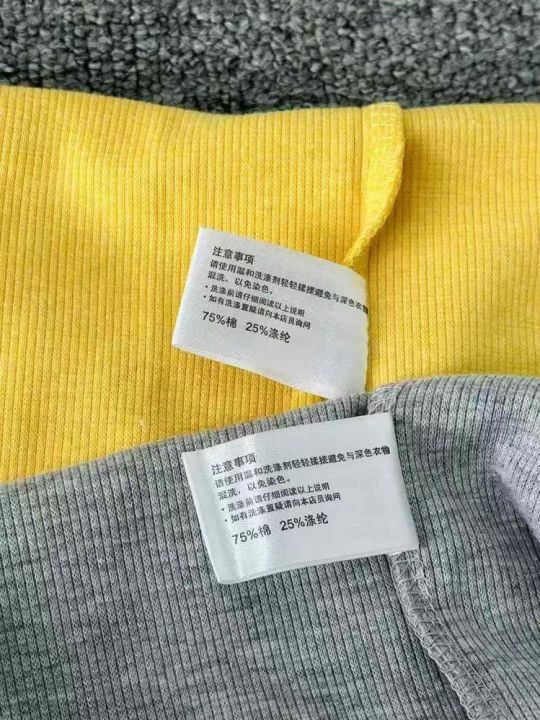 注意事项
请使用温和洗涤剂轻轻揉搓避免与深色衣物
混洗，以免染色。
• 洗涤前请仔细阅读以上说明
• 如有洗涤置疑请向本店员询问
75%棉 25%涤纶
注意事项
请使用温和洗涤剂轻轻揉搓避免与深色衣物
混洗，以免染色。
• 洗涤前请仔细阅读以上说明
• 如有洗涤置疑请向本店员询问
75%棉 25%涤纶